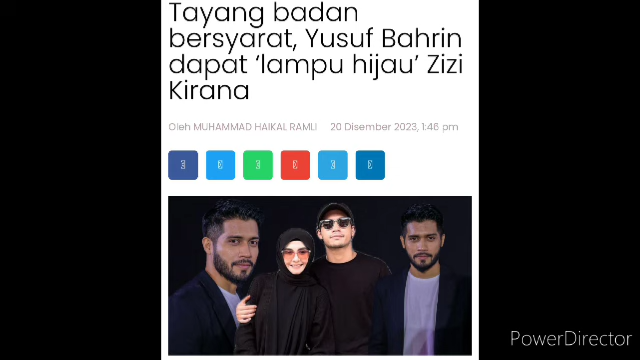 Tayang badan
bersyarat, Yusuf Bahrin
dapat ‘lampu hijau’ Zizi
Kirana
Oleh MUHAMMAD HAIKAL RAMLI 20 Disember 2023, 1:46 pm
PowerDirector